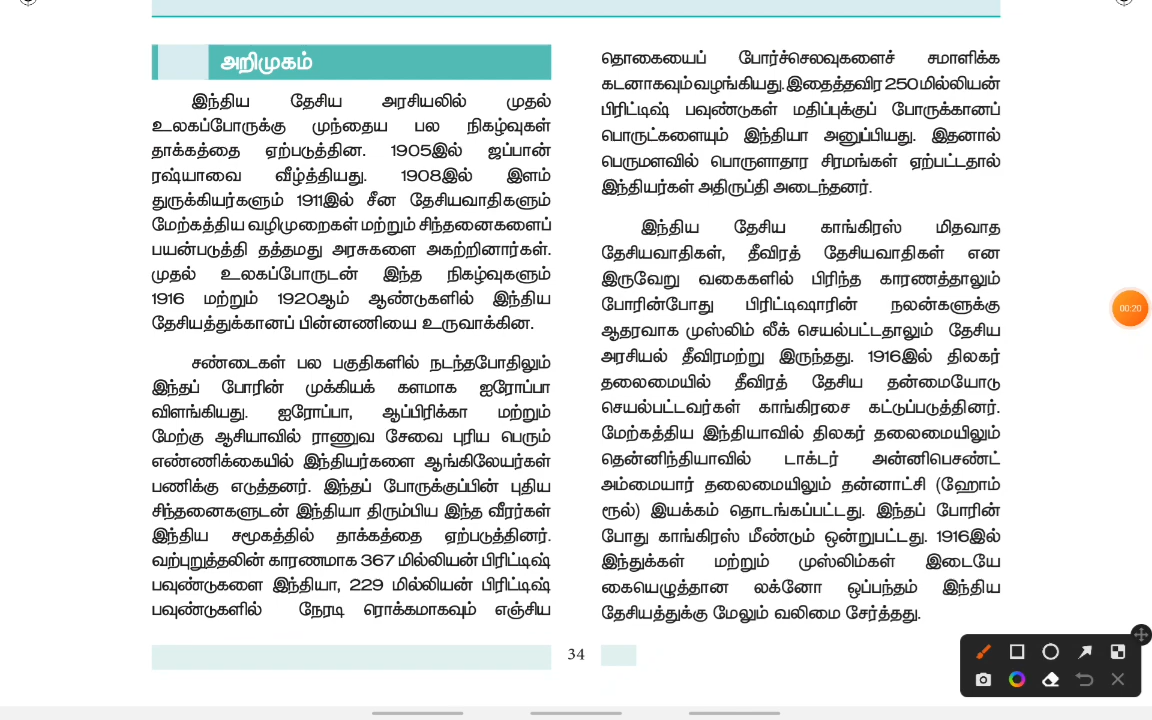 அறிமுகம்
இந்திய தேசிய அரசியலில் முதல்
உலகப்போருக்கு முந்தைய பல நிகழ்வுகள்
தாக்கத்தை ஏற்படுத்தின. 1905இல் ஜப்பான்
ரஷ்யாவை வீழ்த்தியது. 1908இல் இளம்
துருக்கியர்களும் 1911இல் சீன தேசியவாதிகளும்
மேற்கத்திய வழிமுறைகள் மற்றும் சிந்தனைகளைப்
பயன்படுத்தி தத்தமது அரசுகளை அகற்றினார்கள்.
முதல் உலகப்போருடன் இந்த நிகழ்வுகளும்
1916 மற்றும் 1920ஆம் ஆண்டுகளில் இந்திய
தேசியத்துக்கானப் பின்னணியை உருவாக்கின.
சண்டைகள் பல பகுதிகளில் நடந்தபோதிலும்
இந்தப் போரின் முக்கியக் களமாக ஐரோப்பா
விளங்கியது. ஐரோப்பா, ஆப்பிரிக்கா மற்றும்
மேற்கு ஆசியாவில் ராணுவ சேவை புரிய பெரும்
எண்ணிக்கையில் இந்தியர்களை ஆங்கிலேயர்கள்
பணிக்கு எடுத்தனர். இந்தப் போருக்குப்பின் புதிய
சிந்தனைகளுடன் இந்தியா திரும்பிய இந்த வீரர்கள்
இந்திய சமூகத்தில் தாக்கத்தை ஏற்படுத்தினர்.
வற்புறுத்தலின் காரணமாக 367 மில்லியன் பிரிட்டிஷ்
பவுண்டுகளை இந்தியா, 229 மில்லியன் பிரிட்டிஷ்
பவுண்டுகளில் நேரடி ரொக்கமாகவும் எஞ்சிய
தொகையைப் போர்ச்செலவுகளைச் சமாளிக்க
கடனாகவும் வழங்கியது. இதைத்தவிர 250 மில்லியன்
பிரிட்டிஷ் பவுண்டுகள் மதிப்புக்குப் போருக்கானப்
பொருட்களையும் இந்தியா அனுப்பியது. இதனால்
பெருமளவில் பொருளாதார சிரமங்கள் ஏற்பட்டதால்
இந்தியர்கள் அதிருப்தி அடைந்தனர்.
இந்திய தேசிய காங்கிரஸ் மிதவாத
தேசியவாதிகள், தீவிரத் தேசியவாதிகள் என
இருவேறு வகைகளில் பிரிந்த காரணத்தாலும்
போரின்போது பிரிட்டிஷாரின் நலன்களுக்கு
ஆதரவாக முஸ்லிம் லீக் செயல்பட்டதாலும் தேசிய
அரசியல் தீவிரமற்று இருந்தது. 1916இல் திலகர்
தலைமையில் தீவிரத் தேசிய தன்மையோடு
செயல்பட்டவர்கள் காங்கிரசை கட்டுப்படுத்தினர்.
மேற்கத்திய இந்தியாவில் திலகர் தலைமையிலும்
தென்னிந்தியாவில் டாக்டர் அன்னிபெசண்ட்
அம்மையார் தலைமையிலும் தன்னாட்சி (ஹோம்
ரூல்) இயக்கம் தொடங்கப்பட்டது. இந்தப் போரின்
போது காங்கிரஸ் மீண்டும் ஒன்றுபட்டது. 1916இல்
இந்துக்கள் மற்றும் முஸ்லிம்கள் இடையே
கையெழுத்தான லக்னோ ஒப்பந்தம் இந்திய
தேசியத்துக்கு மேலும் வலிமை சேர்த்தது.
34
00:20